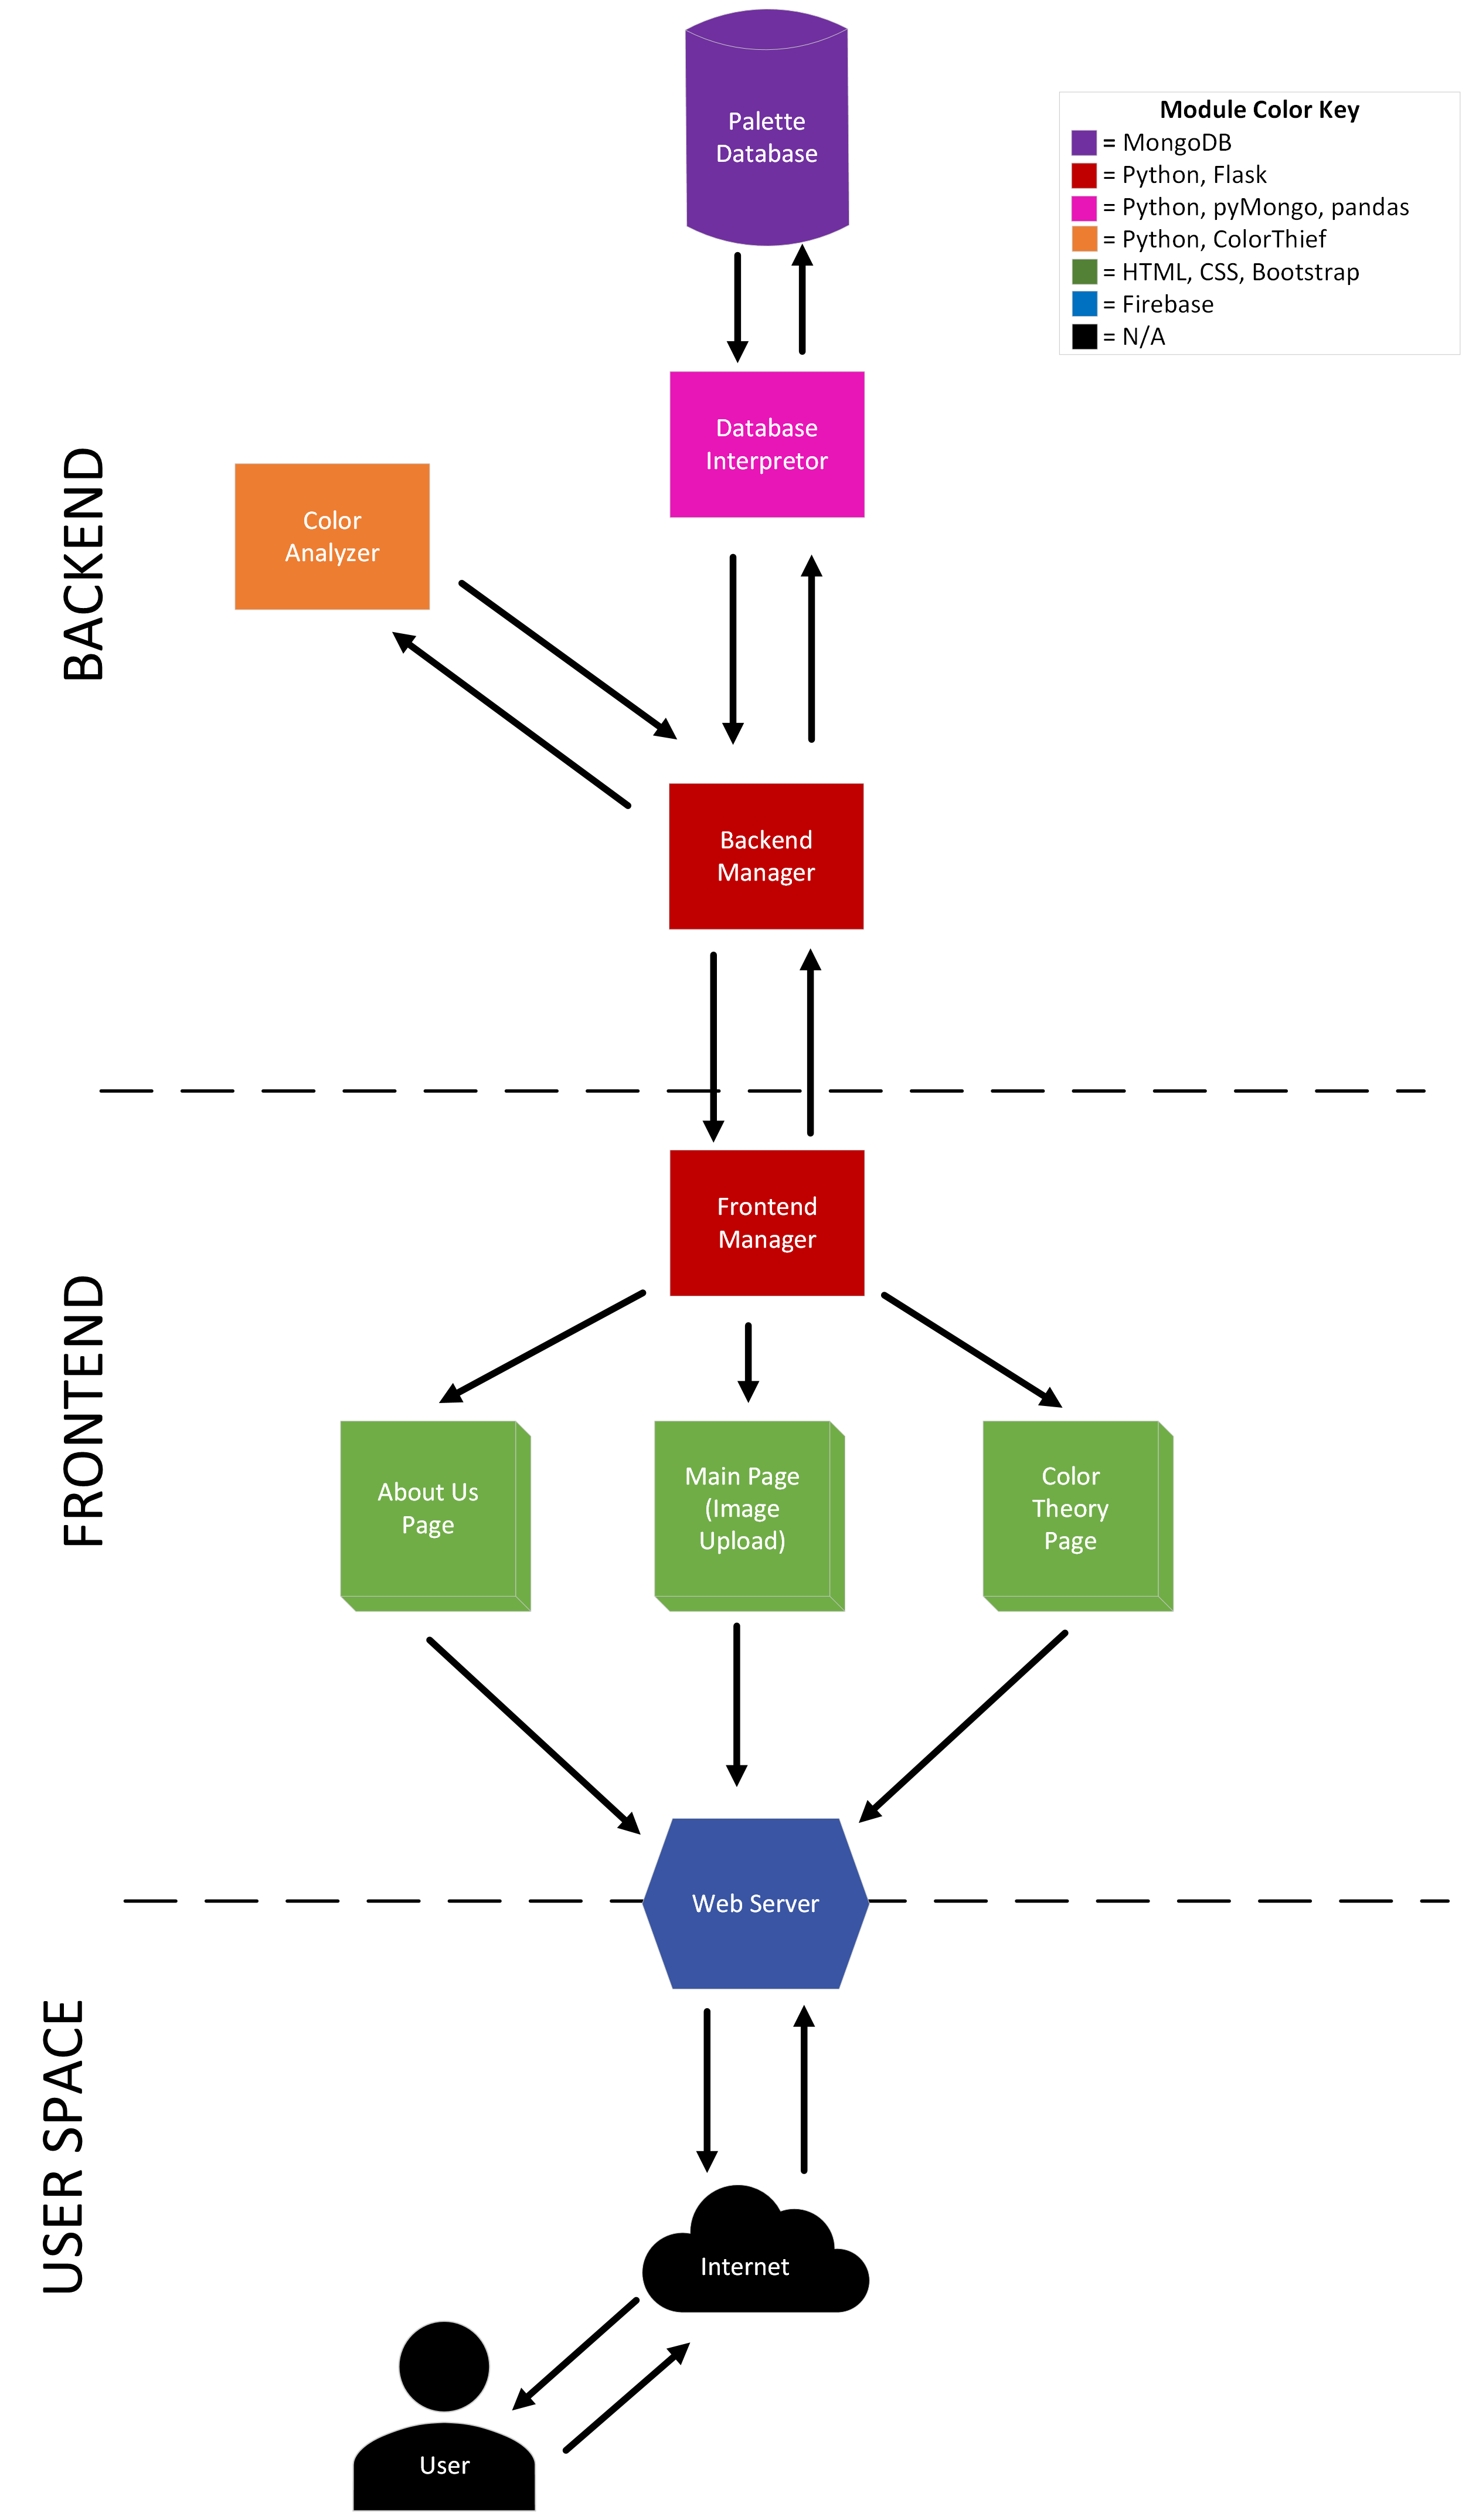 Palette
Database
Module Color Key
= MongoDB
= Python, Flask
= Python, pyMongo, pandas
= Python, ColorThief
= HTML, CSS, Bootstrap
= Firebase
= N/A
BACKEND
Database
Interpretor
Color
Analyzer
Backend
Manager
FRONTEND
Frontend
Manager
About Us
Page
Main Page
(Image
Upload)
Color
Theory
Page
Web Server
USER SPACE
Internet
User